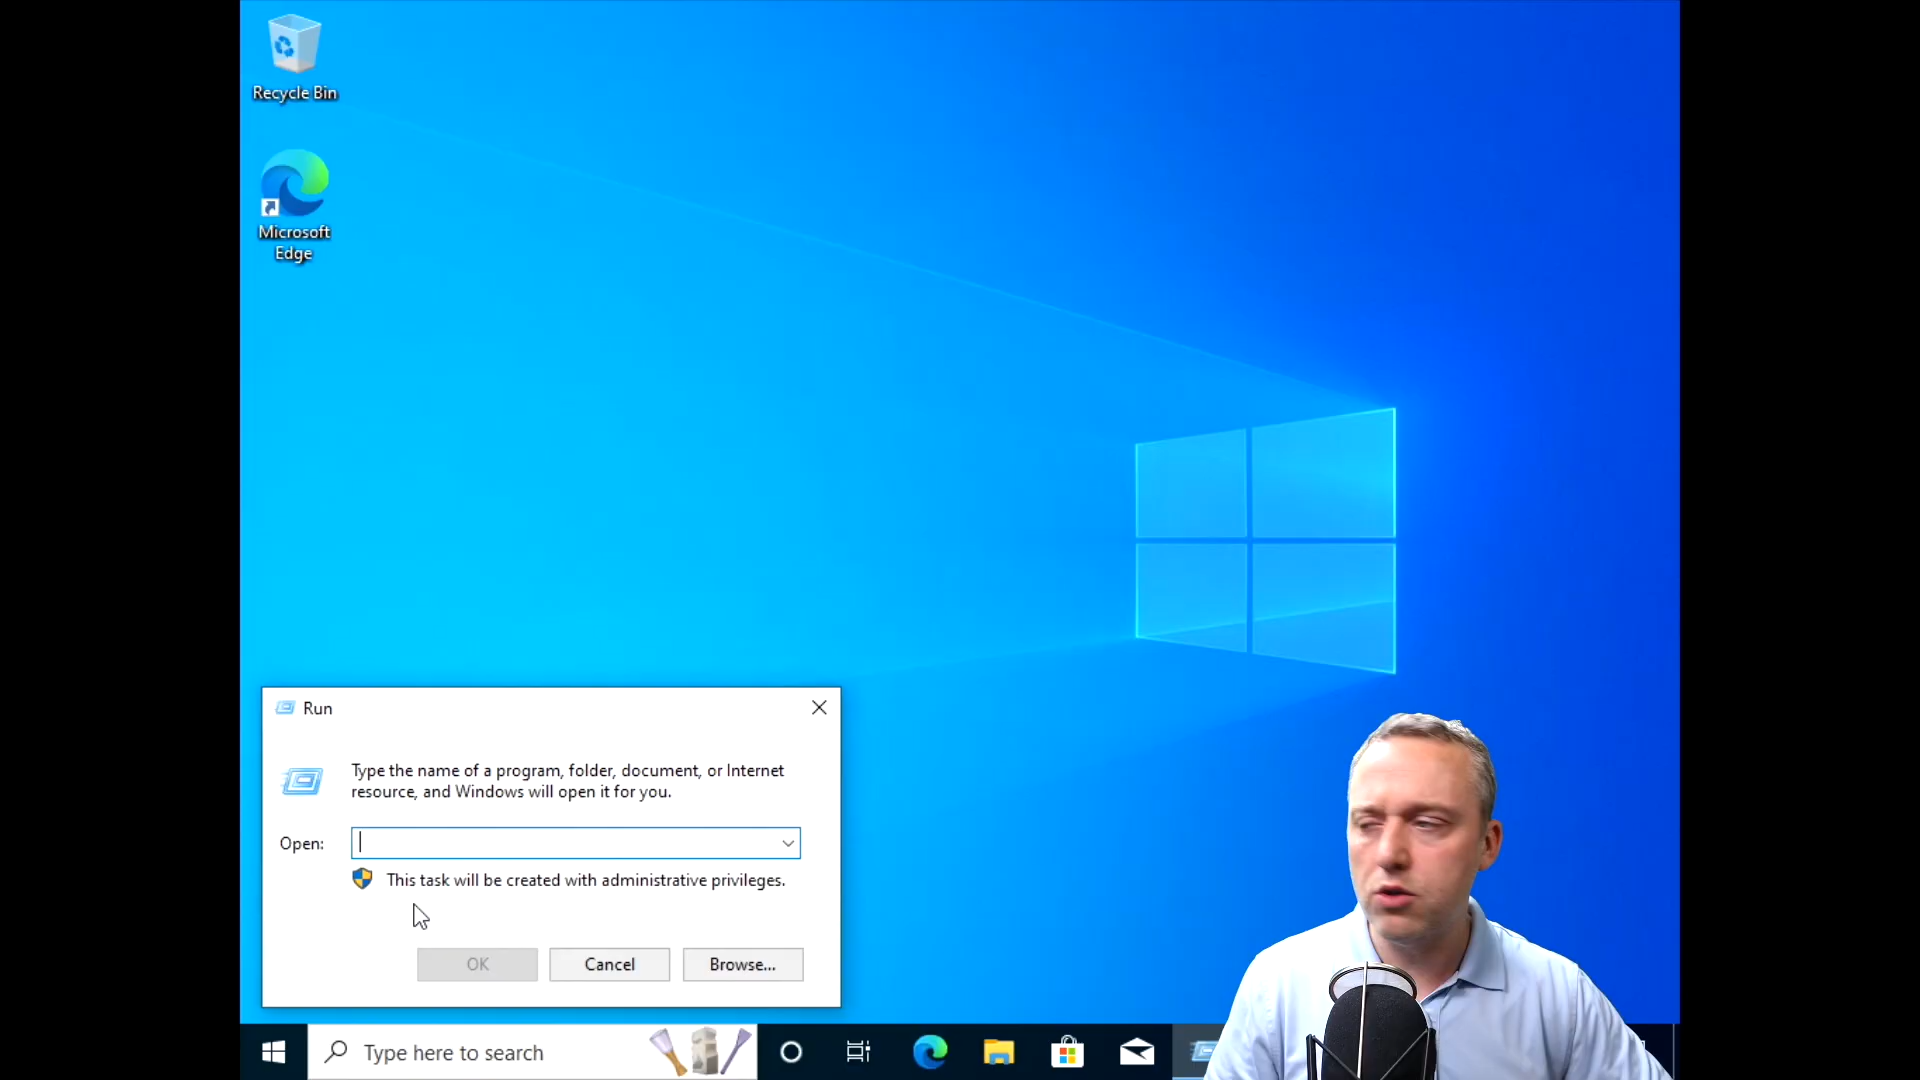 Recycle Bin
Microsoft
Edge
Run
Type the name of a program, folder, document, or Internet
resource, and Windows will open it for you.
Open:
This task will be created with administrative privileges.
OK
Cancel
Browse...
Type here to search